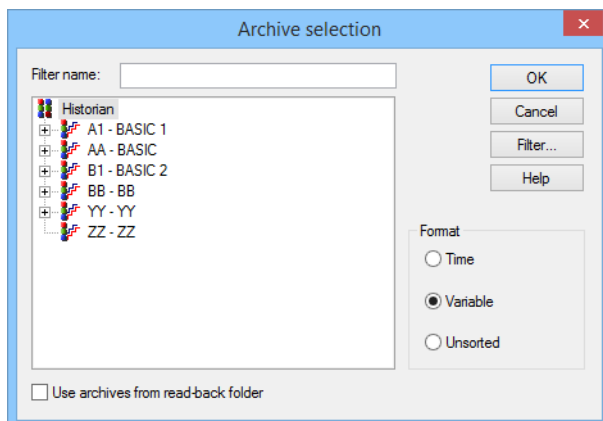 Archive selection
Filter name:
OK
Historian
Cancel
A1 - BASIC 1
AA - BASIC
Filter...
B1 - BASIC 2
BB - BB
Help
YY - YY
ZZ - ZZ
Format
Time
Variable
Unsorted
Use archives from read-back folder